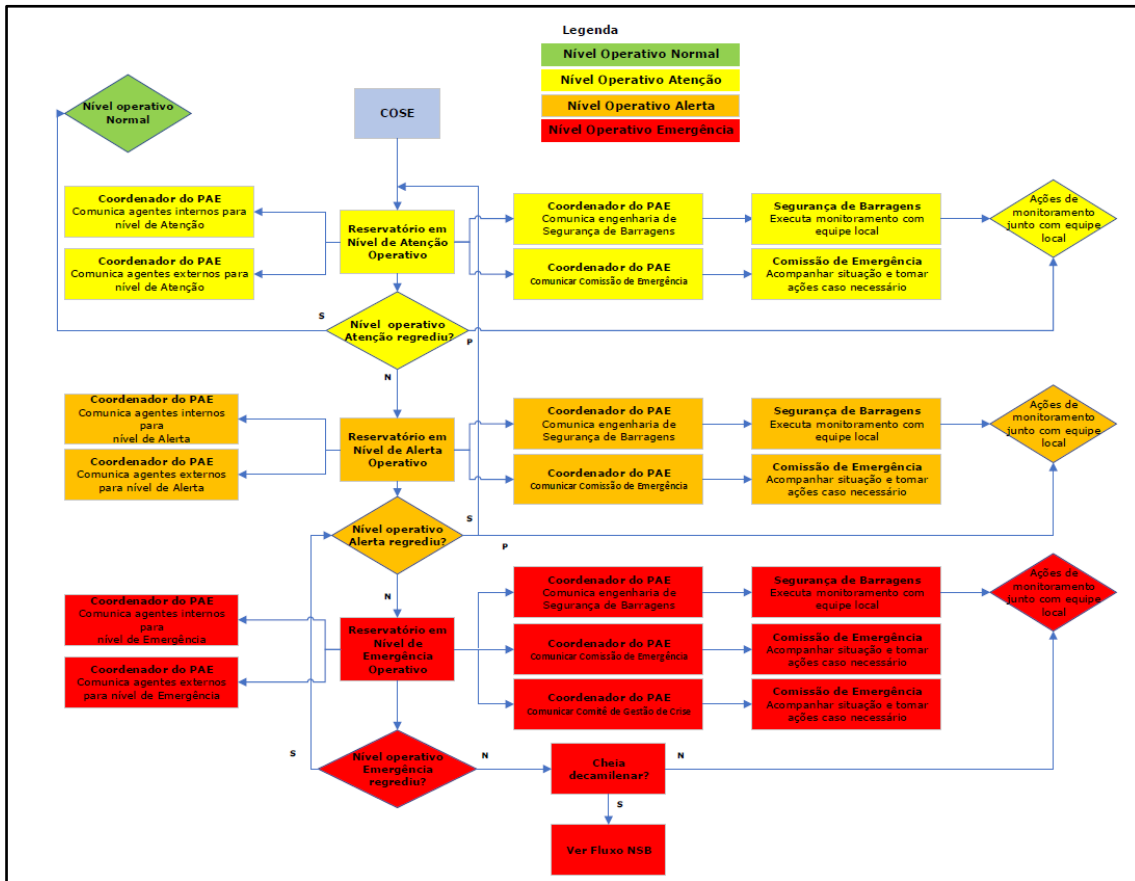 Legenda
Nível Operativo Normal
Nível Operativo Atenção
Nível Operativo Alerta
Nível Operativo Emergência
Nível operativo
Normal
COSE
Coordenador do PAE
Comunica agentes internos para
nível de Atenção
Coordenador do PAE
Comunica agentes externos para
nível de Atenção
Reservatório em
Nível de Atenção
Operativo
Coordenador do PAE
Comunica engenharia de
Segurança de Barragens
Coordenador do PAE
Comunicar Comissão de Emergência
Segurança de Barragens
Executa monitoramento com
equipe local
Comissão de Emergência
Acompanhar situação e tomar
ações caso necessário
Ações de
monitoramento
junto com equipe
local
S
Nível operativo
Atenção regrediu?
P
N
Coordenador do PAE
Comunica agentes internos
para
nível de Alerta
Coordenador do PAE
Comunica agentes externos
para nível de Alerta
Reservatório em
Nível de Alerta
Operativo
Coordenador do PAE
Comunica engenharia de
Segurança de Barragens
Coordenador do PAE
Comunicar Comissão de Emergência
Segurança de Barragens
Executa monitoramento com
equipe local
Comissão de Emergência
Acompanhar situação e tomar
ações caso necessário
Ações de
monitoramento
junto com equipe
local
Nível operativo
Alerta regrediu?
S
P
N
Coordenador do PAE
Comunica agentes internos
para
nível de Emergência
Coordenador do PAE
Comunica agentes externos
para nível de Emergência
Reservatório em
Nível de
Emergência
Operativo
Coordenador do PAE
Comunica engenharia de
Segurança de Barragens
Coordenador do PAE
Comunicar Comissão de Emergência
Coordenador do PAE
Comunicar Comitê de Gestão de Crise
Segurança de Barragens
Executa monitoramento com
equipe local
Comissão de Emergência
Acompanhar situação e tomar
ações caso necessário
Comissão de Emergência
Acompanhar situação e tomar
ações caso necessário
Ações de
monitoramento
junto com equipe
local
S
Nível operativo
Emergência
regrediu?
N
Cheia
decamilenar?
N
S
Ver Fluxo NSB